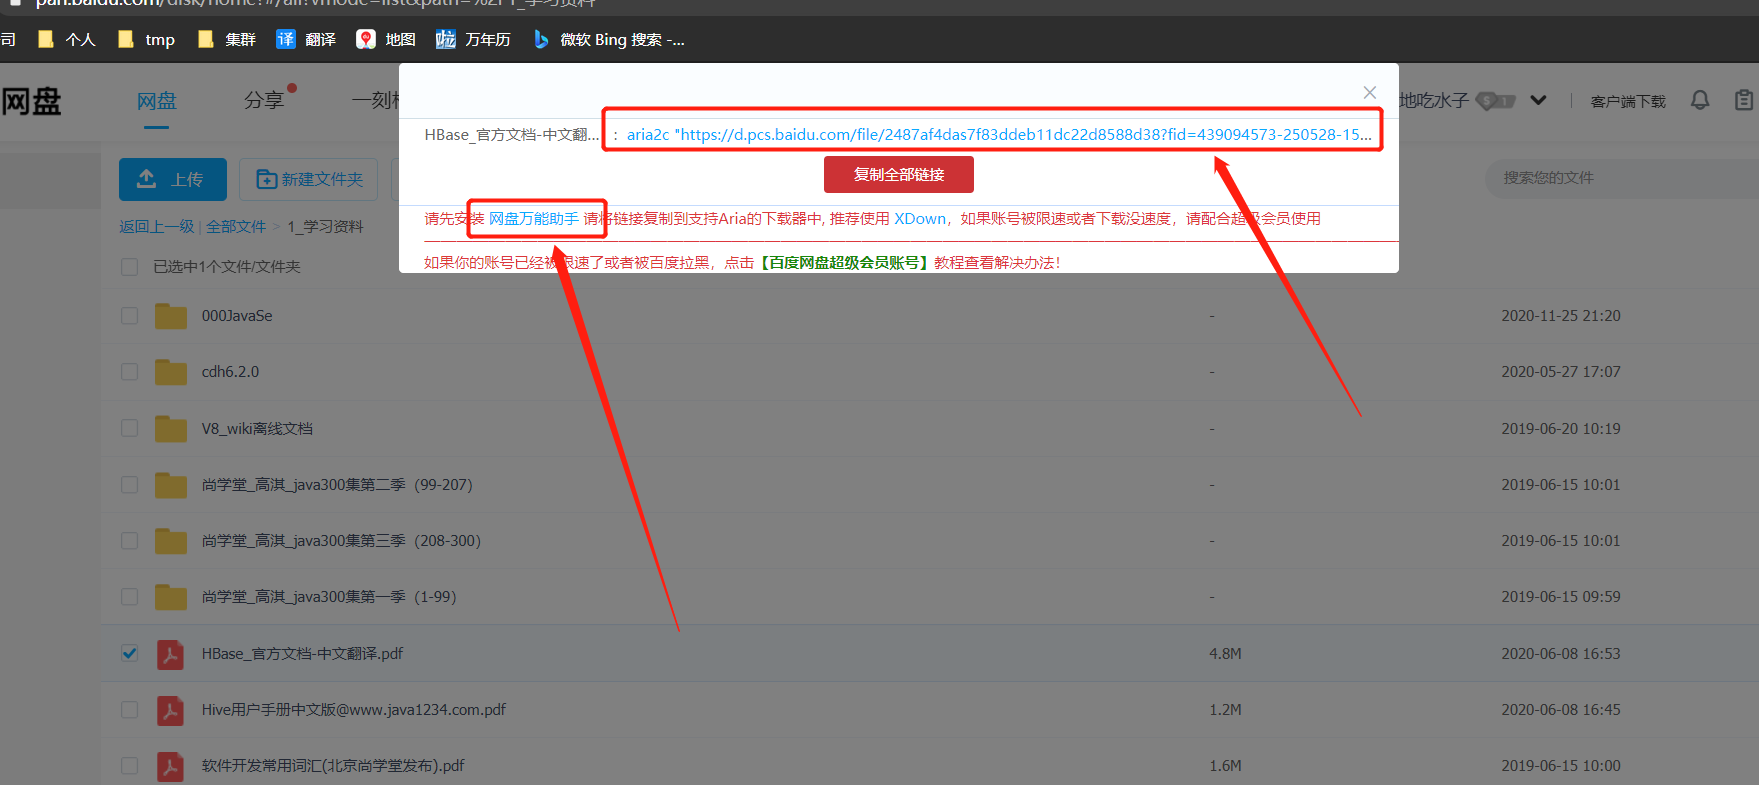 pan.baidu.com/disk/home?#/all?vmode=list&path=%2F1_学习资料
司 个人 tmp 集群 译 翻译 地图 万年历 微软 Bing 搜索 -...
网盘 网盘 分享 一刻 地吃水子 S 1 客户端下载
HBase_官方文档-中文翻... : aria2c "https://d.pcs.baidu.com/file/2487af4das7f83ddeb11dc22d8588d38?fid=439094573-250528-15...
复制全部链接
上传 新建文件夹 搜索您的文件
请先安装 网盘万能助手 请将链接复制到支持Aria的下载器中, 推荐使用 XDown，如果账号被限速或者下载没速度，请配合超级会员使用
返回上一级 | 全部文件 > 1_学习资料
如果你的账号已经被限速了或者被百度拉黑，点击【百度网盘超级会员账号】教程查看解决办法！
已选中1个文件/文件夹
000JavaSe - 2020-11-25 21:20
cdh6.2.0 - 2020-05-27 17:07
V8_wiki离线文档 - 2019-06-20 10:19
尚学堂_高淇_java300集第二季（99-207） - 2019-06-15 10:01
尚学堂_高淇_java300集第三季（208-300） - 2019-06-15 10:01
尚学堂_高淇_java300集第一季（1-99） - 2019-06-15 09:59
HBase_官方文档-中文翻译.pdf 4.8M 2020-06-08 16:53
Hive用户手册中文版@www.java1234.com.pdf 1.2M 2020-06-08 16:45
软件开发常用词汇(北京尚学堂发布).pdf 1.6M 2019-06-15 10:00